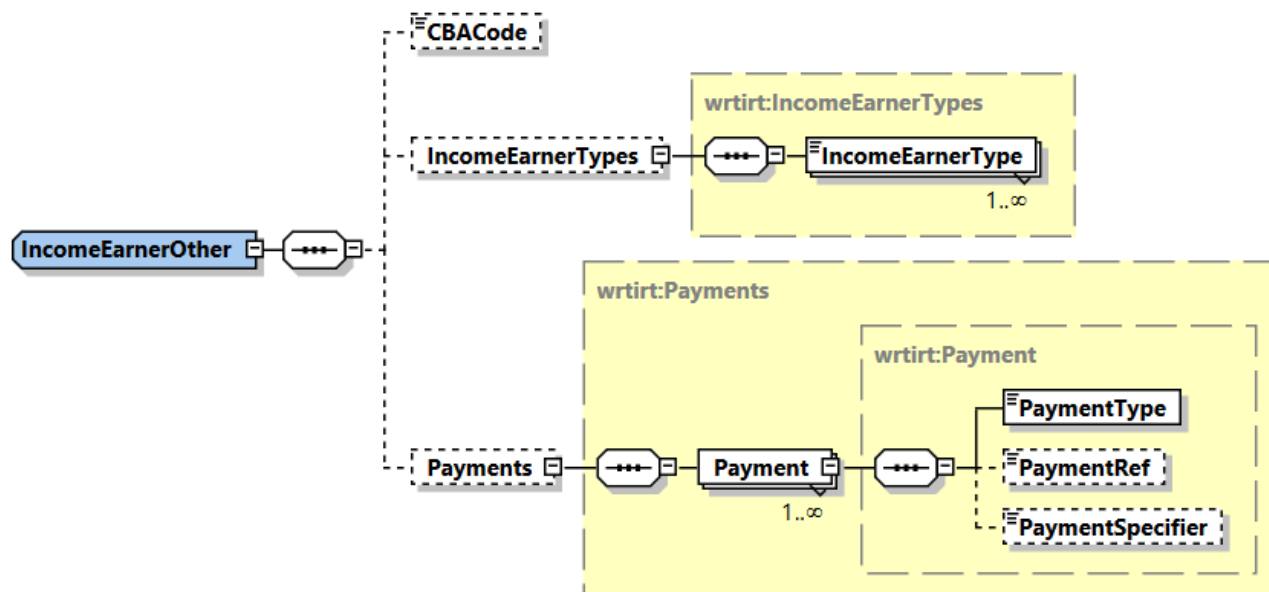 CBACode
wrtirt:IncomeEarnerTypes
IncomeEarnerTypes
IncomeEarnerType
1..∞
IncomeEarnerOther
wrtirt:Payments
wrtirt:Payment
PaymentType
Payments
Payment
PaymentRef
1..∞
PaymentSpecifier